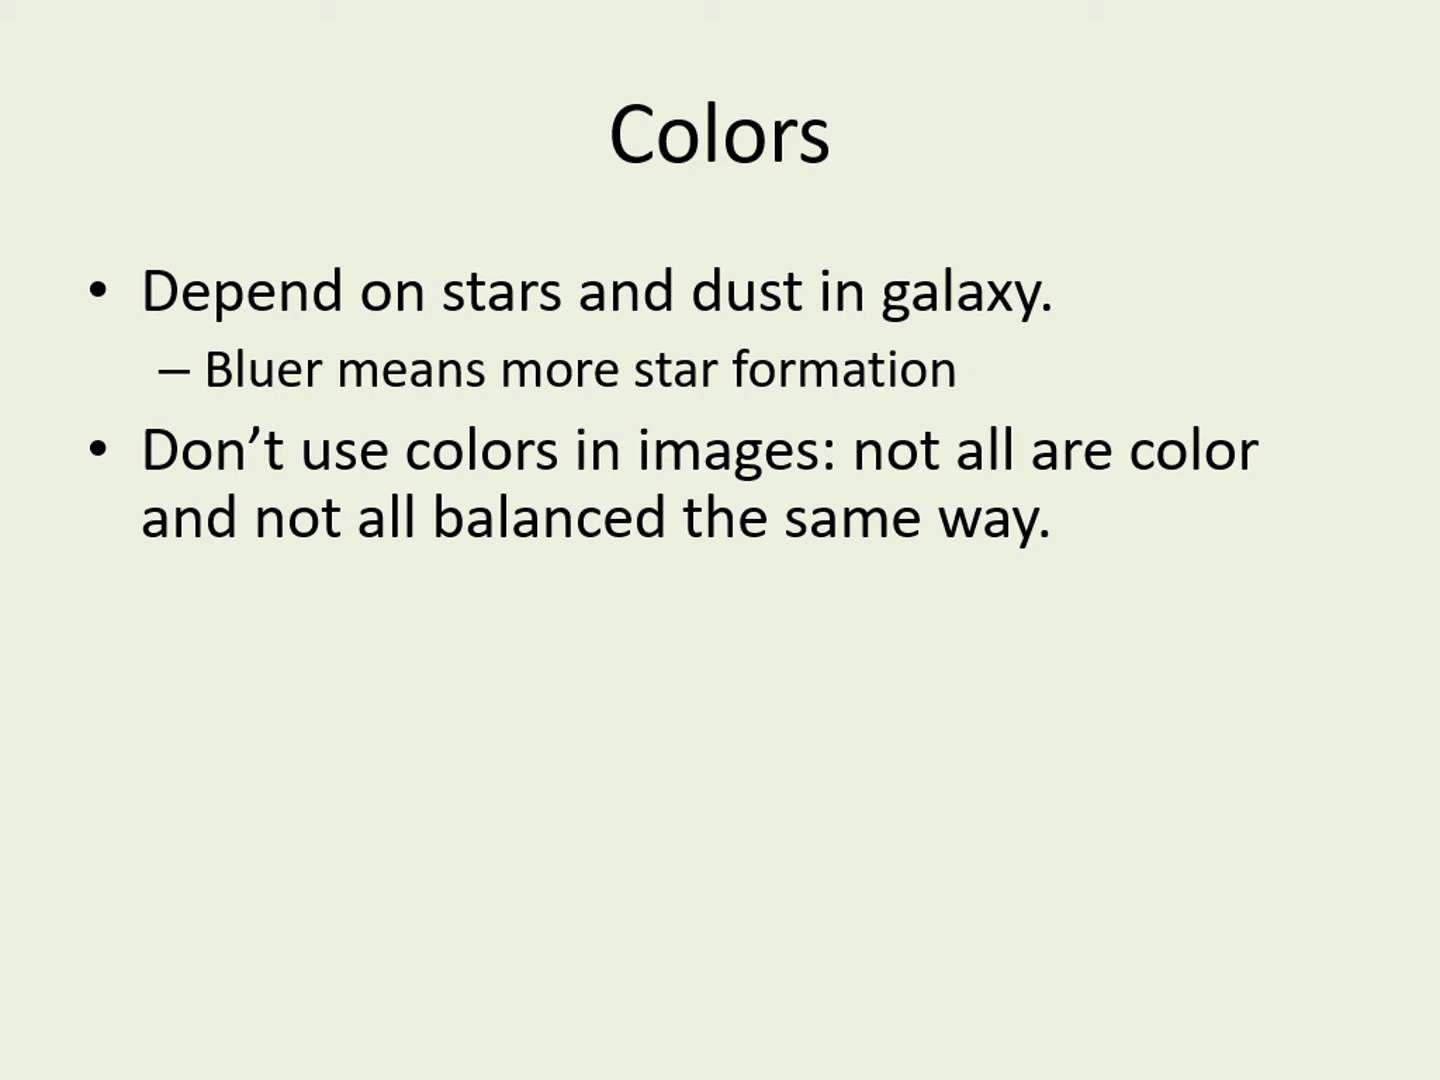 Colors
• Depend on stars and dust in galaxy.
– Bluer means more star formation
• Don’t use colors in images: not all are color
and not all balanced the same way.